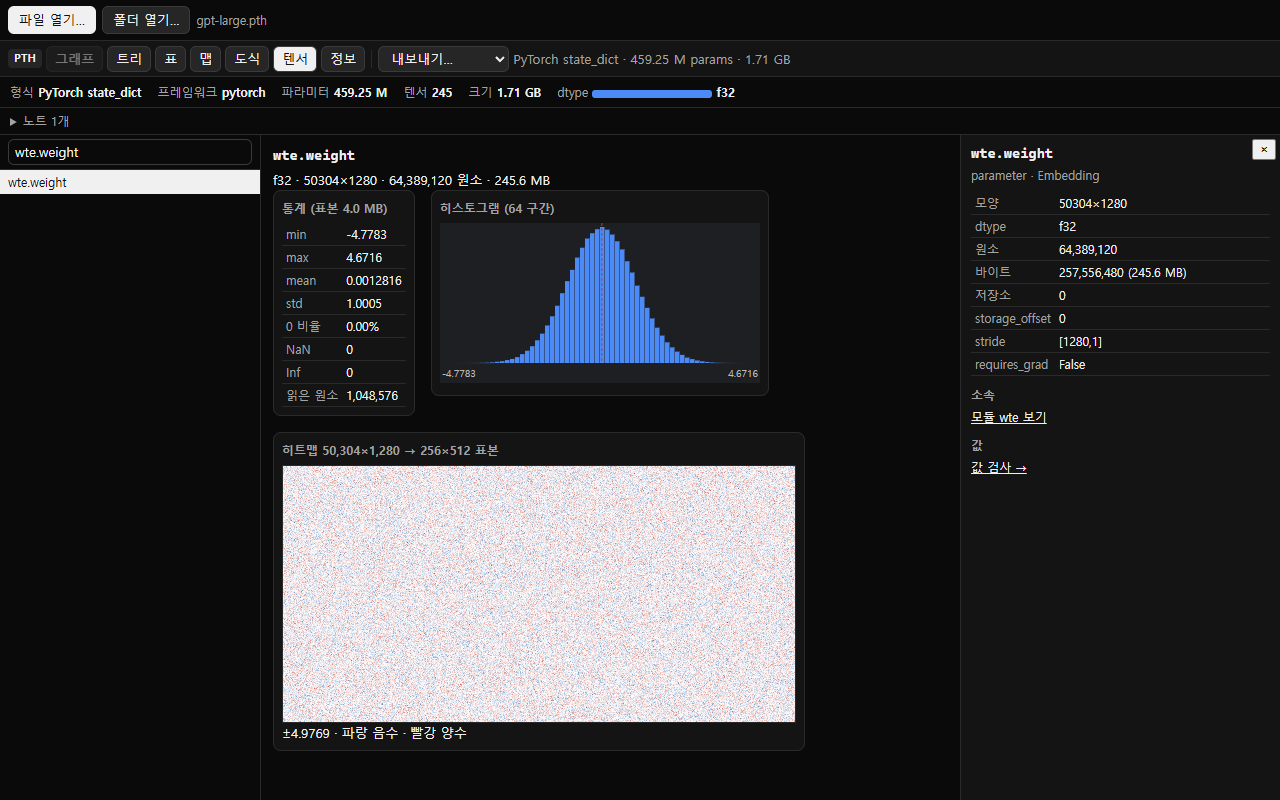 파일 열기... 폴더 열기... gpt-large.pth
PTH 그래프 트리 표 맵 도식 텐서 정보 내보내기... PyTorch state_dict · 459.25 M params · 1.71 GB
형식 PyTorch state_dict 프레임워크 pytorch 파라미터 459.25 M 텐서 245 크기 1.71 GB dtype f32
▶ 노트 1개
wte.weight
wte.weight
wte.weight
f32 · 50304×1280 · 64,389,120 원소 · 245.6 MB
통계 (표본 4.0 MB)
min -4.7783
max 4.6716
mean 0.0012816
std 1.0005
0 비율 0.00%
NaN 0
Inf 0
읽은 원소 1,048,576
히스토그램 (64 구간)
-4.7783 4.6716
히트맵 50,304×1,280 → 256×512 표본
±4.9769 · 파랑 음수 · 빨강 양수
wte.weight ×
parameter · Embedding
모양 50304×1280
dtype f32
원소 64,389,120
바이트 257,556,480 (245.6 MB)
저장소 0
storage_offset 0
stride [1280,1]
requires_grad False
소속
모듈 wte 보기
값
값 검사 →